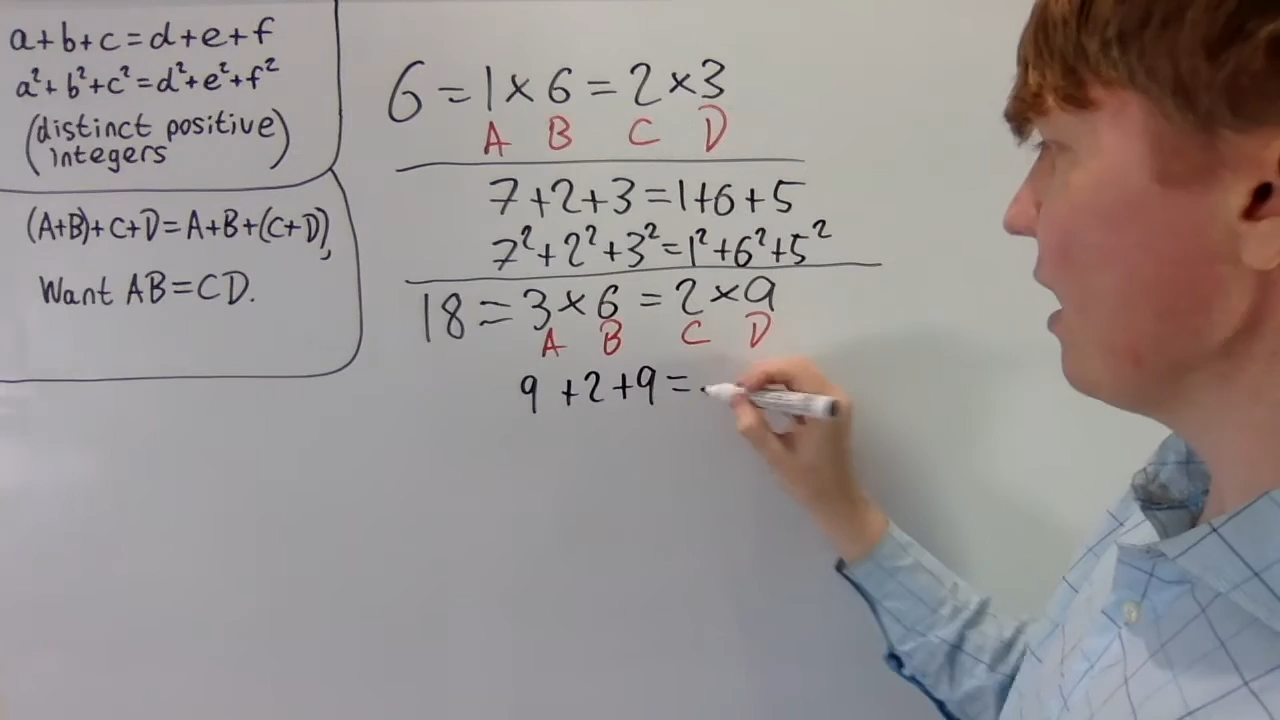 a+b+c=d+e+f
a²+b²+c²=d²+e²+f²
(distinct positive
integers)
(A+B)+C+D=A+B+(C+D),
Want AB=CD.
6=1×6=2×3
A B C D
7+2+3=1+6+5
7²+2²+3²=1²+6²+5²
18=3×6=2×9
A B C D
9+2+9=